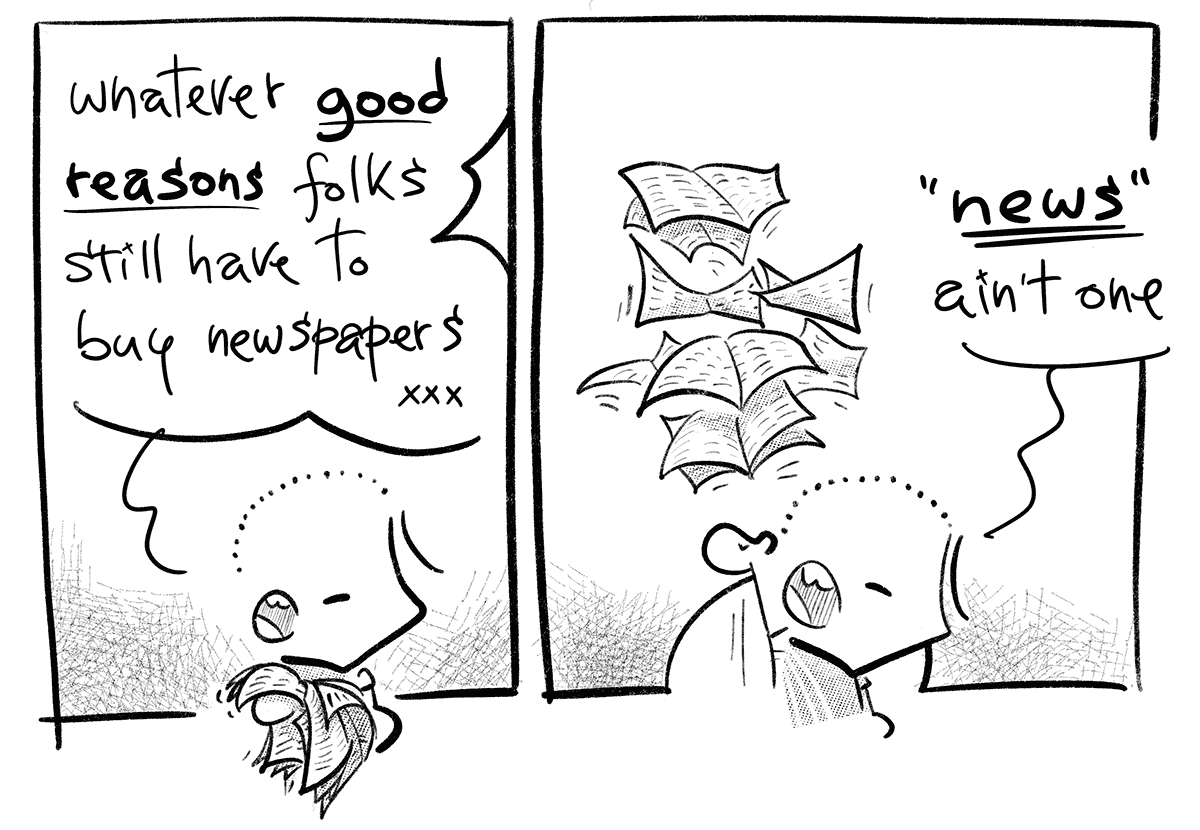 whatever good
reasons folks
still have to
buy newspapers
xxx
"news"
ain't one